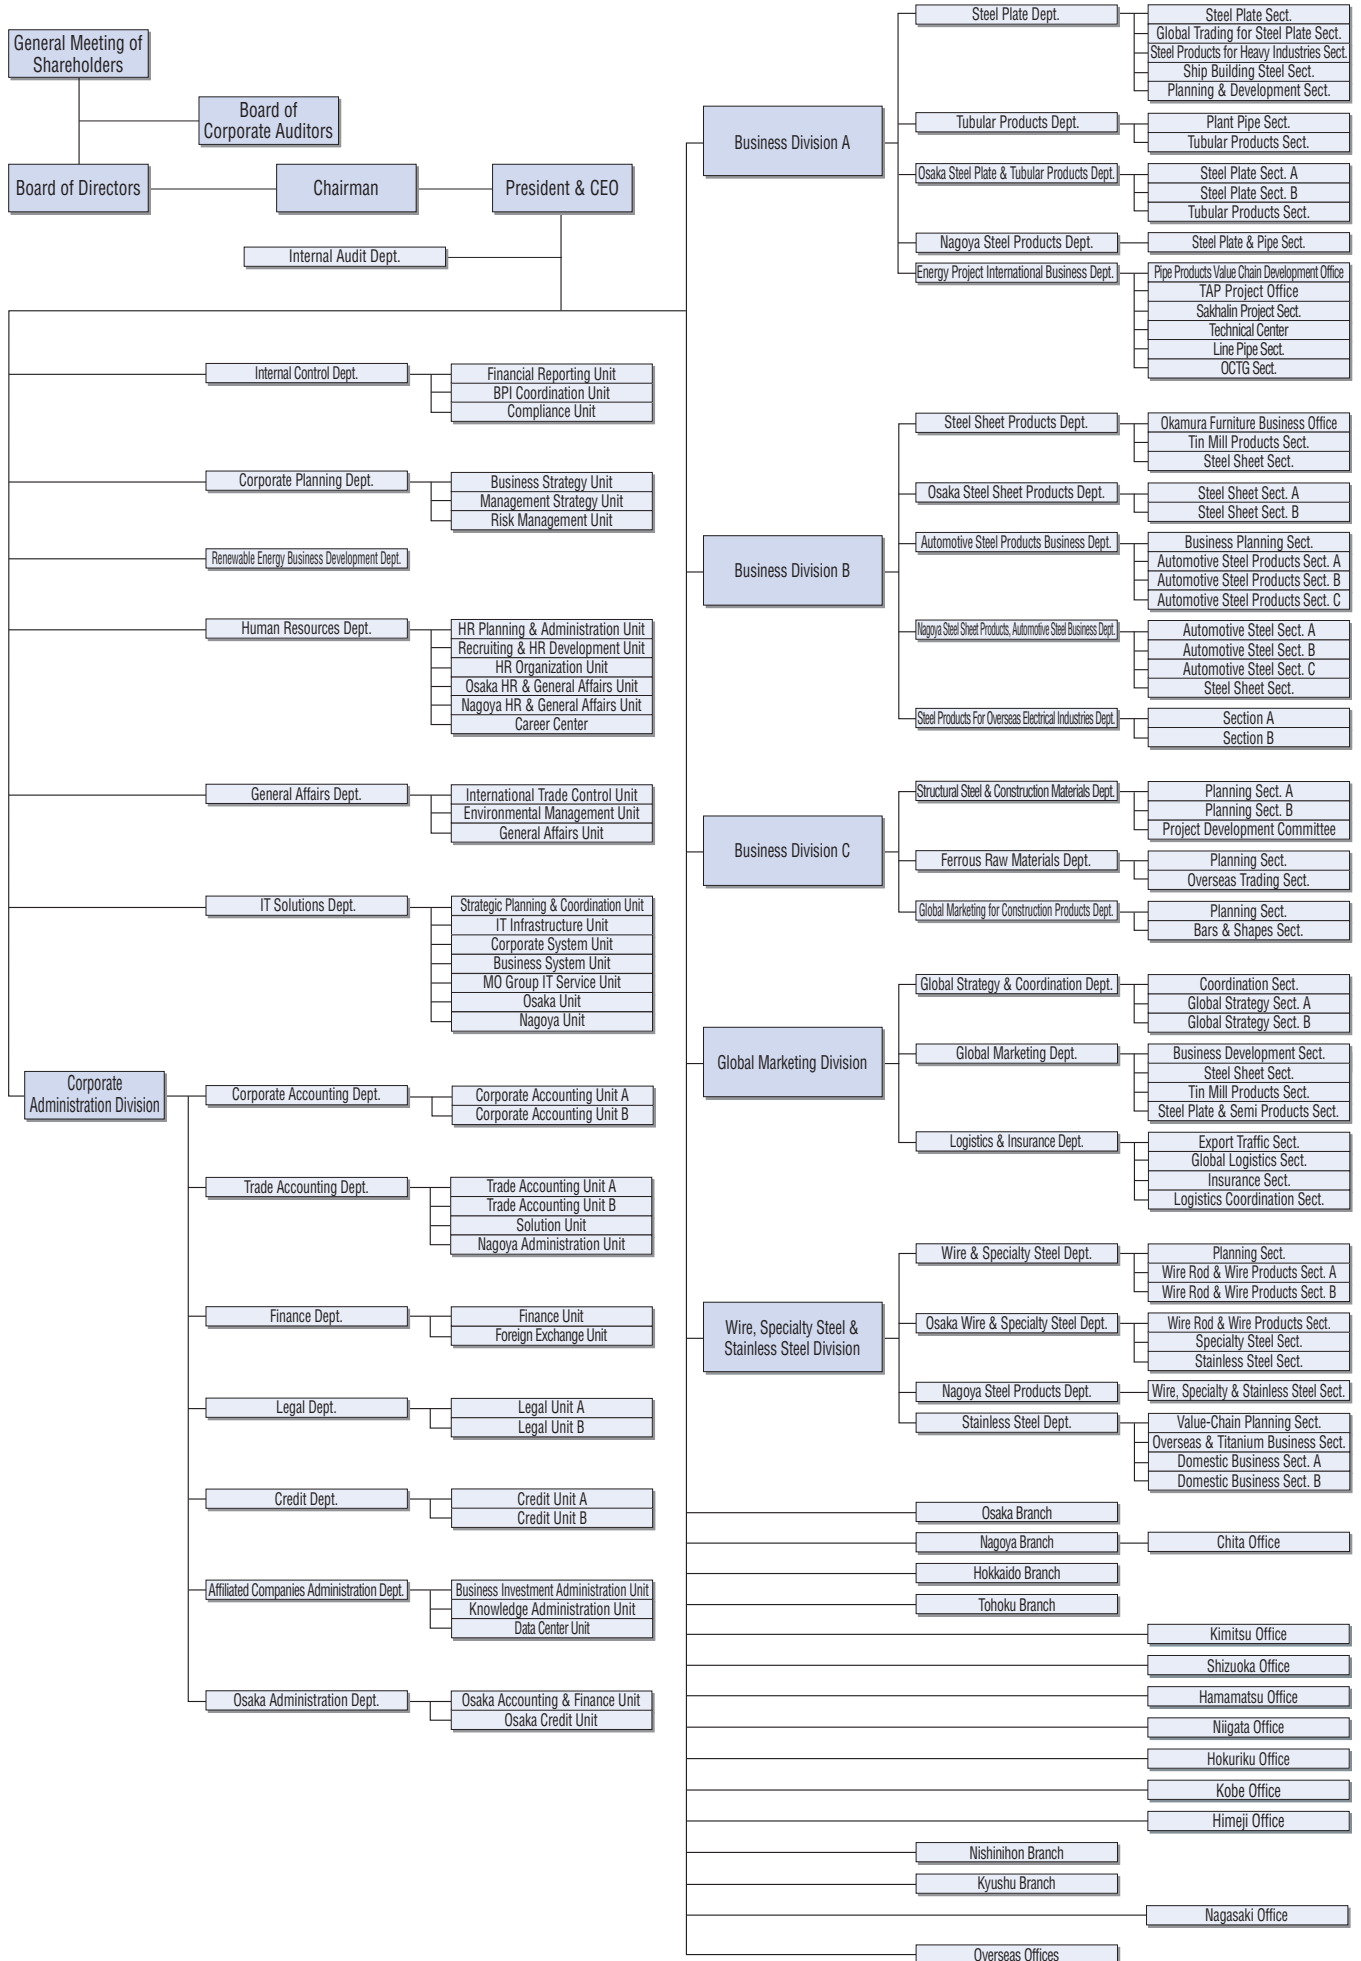 General Meeting of
Shareholders
Board of
Corporate Auditors
Board of Directors
Chairman
President & CEO
Internal Audit Dept.
Internal Control Dept.
Financial Reporting Unit
BPI Coordination Unit
Compliance Unit
Corporate Planning Dept.
Business Strategy Unit
Management Strategy Unit
Risk Management Unit
Renewable Energy Business Development Dept.
Human Resources Dept.
HR Planning & Administration Unit
Recruiting & HR Development Unit
HR Organization Unit
Osaka HR & General Affairs Unit
Nagoya HR & General Affairs Unit
Career Center
General Affairs Dept.
International Trade Control Unit
Environmental Management Unit
General Affairs Unit
IT Solutions Dept.
Strategic Planning & Coordination Unit
IT Infrastructure Unit
Corporate System Unit
Business System Unit
MO Group IT Service Unit
Osaka Unit
Nagoya Unit
Corporate
Administration Division
Corporate Accounting Dept.
Corporate Accounting Unit A
Corporate Accounting Unit B
Trade Accounting Dept.
Trade Accounting Unit A
Trade Accounting Unit B
Solution Unit
Nagoya Administration Unit
Finance Dept.
Finance Unit
Foreign Exchange Unit
Legal Dept.
Legal Unit A
Legal Unit B
Credit Dept.
Credit Unit A
Credit Unit B
Affiliated Companies Administration Dept.
Business Investment Administration Unit
Knowledge Administration Unit
Data Center Unit
Osaka Administration Dept.
Osaka Accounting & Finance Unit
Osaka Credit Unit
Business Division A
Steel Plate Dept.
Steel Plate Sect.
Global Trading for Steel Plate Sect.
Steel Products for Heavy Industries Sect.
Ship Building Steel Sect.
Planning & Development Sect.
Tubular Products Dept.
Plant Pipe Sect.
Tubular Products Sect.
Osaka Steel Plate & Tubular Products Dept.
Steel Plate Sect. A
Steel Plate Sect. B
Tubular Products Sect.
Nagoya Steel Products Dept.
Steel Plate & Pipe Sect.
Energy Project International Business Dept.
Pipe Products Value Chain Development Office
TAP Project Office
Sakhalin Project Sect.
Technical Center
Line Pipe Sect.
OCTG Sect.
Business Division B
Steel Sheet Products Dept.
Okamura Furniture Business Office
Tin Mill Products Sect.
Steel Sheet Sect.
Osaka Steel Sheet Products Dept.
Steel Sheet Sect. A
Steel Sheet Sect. B
Automotive Steel Products Business Dept.
Business Planning Sect.
Automotive Steel Products Sect. A
Automotive Steel Products Sect. B
Automotive Steel Products Sect. C
Nagoya Steel Sheet Products, Automotive Steel Business Dept.
Automotive Steel Sect. A
Automotive Steel Sect. B
Automotive Steel Sect. C
Steel Sheet Sect.
Steel Products For Overseas Electrical Industries Dept.
Section A
Section B
Business Division C
Structural Steel & Construction Materials Dept.
Planning Sect. A
Planning Sect. B
Project Development Committee
Ferrous Raw Materials Dept.
Planning Sect.
Overseas Trading Sect.
Global Marketing for Construction Products Dept.
Planning Sect.
Bars & Shapes Sect.
Global Marketing Division
Global Strategy & Coordination Dept.
Coordination Sect.
Global Strategy Sect. A
Global Strategy Sect. B
Global Marketing Dept.
Business Development Sect.
Steel Sheet Sect.
Tin Mill Products Sect.
Steel Plate & Semi Products Sect.
Logistics & Insurance Dept.
Export Traffic Sect.
Global Logistics Sect.
Insurance Sect.
Logistics Coordination Sect.
Wire, Specialty Steel &
Stainless Steel Division
Wire & Specialty Steel Dept.
Planning Sect.
Wire Rod & Wire Products Sect. A
Wire Rod & Wire Products Sect. B
Osaka Wire & Specialty Steel Dept.
Wire Rod & Wire Products Sect.
Specialty Steel Sect.
Stainless Steel Sect.
Nagoya Steel Products Dept.
Wire, Specialty & Stainless Steel Sect.
Stainless Steel Dept.
Value-Chain Planning Sect.
Overseas & Titanium Business Sect.
Domestic Business Sect. A
Domestic Business Sect. B
Osaka Branch
Nagoya Branch
Chita Office
Hokkaido Branch
Tohoku Branch
Kimitsu Office
Shizuoka Office
Hamamatsu Office
Niigata Office
Hokuriku Office
Kobe Office
Himeji Office
Nishinihon Branch
Kyushu Branch
Nagasaki Office
Overseas Offices